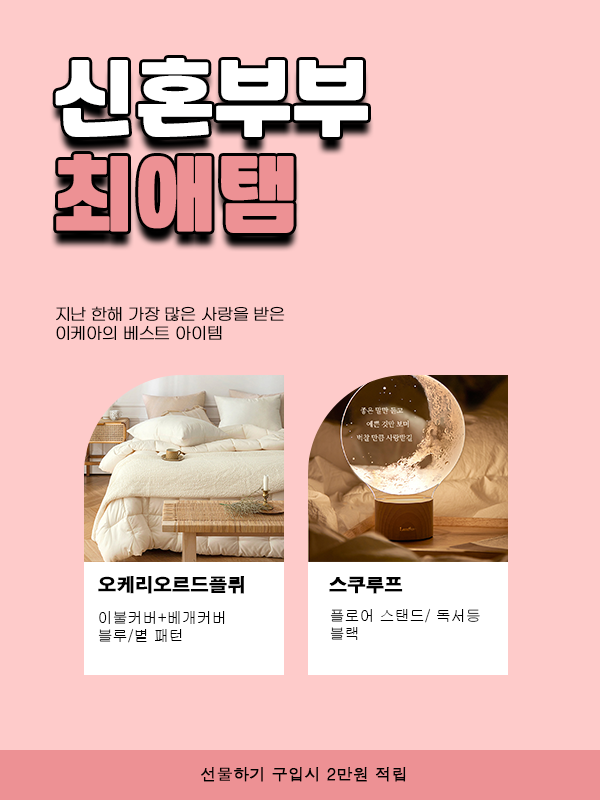 신혼부부
최애탬
지난 한해 가장 많은 사랑을 받은
이케아의 베스트 아이템
좋은 말만 듣고
예쁜 것만 보며
벅찰 만큼 사랑받길
오케리오르드플뤼
이불커버+베개커버
블루/별 패턴
스쿠루프
플로어 스탠드/ 독서등
블랙
선물하기 구입시 2만원 적립